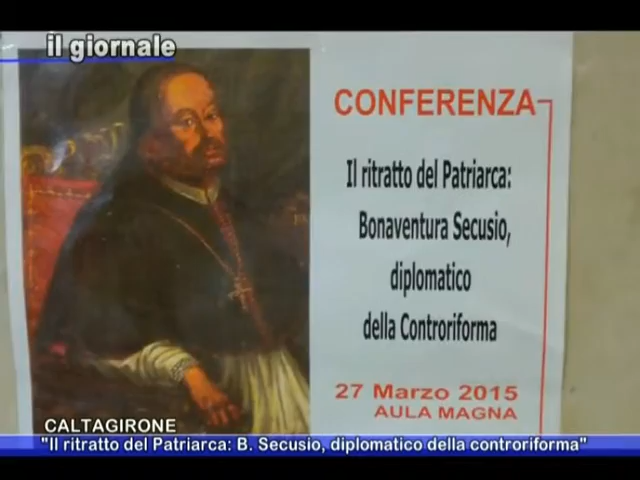 il giornale
CONFERENZA
Il ritratto del Patriarca:
Bonaventura Secusio,
diplomatico
della Controriforma
27 Marzo 2015
AULA MAGNA
CALTAGIRONE
"Il ritratto del Patriarca: B. Secusio, diplomatico della controriforma"